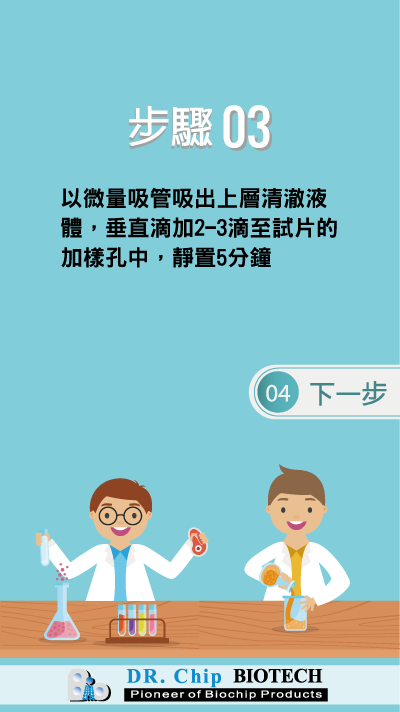 步驟 03
以微量吸管吸出上層清澈液
體，垂直滴加2-3滴至試片的
加樣孔中，靜置5分鐘
04 下一步
DR. Chip BIOTECH
Pioneer of Biochip Products